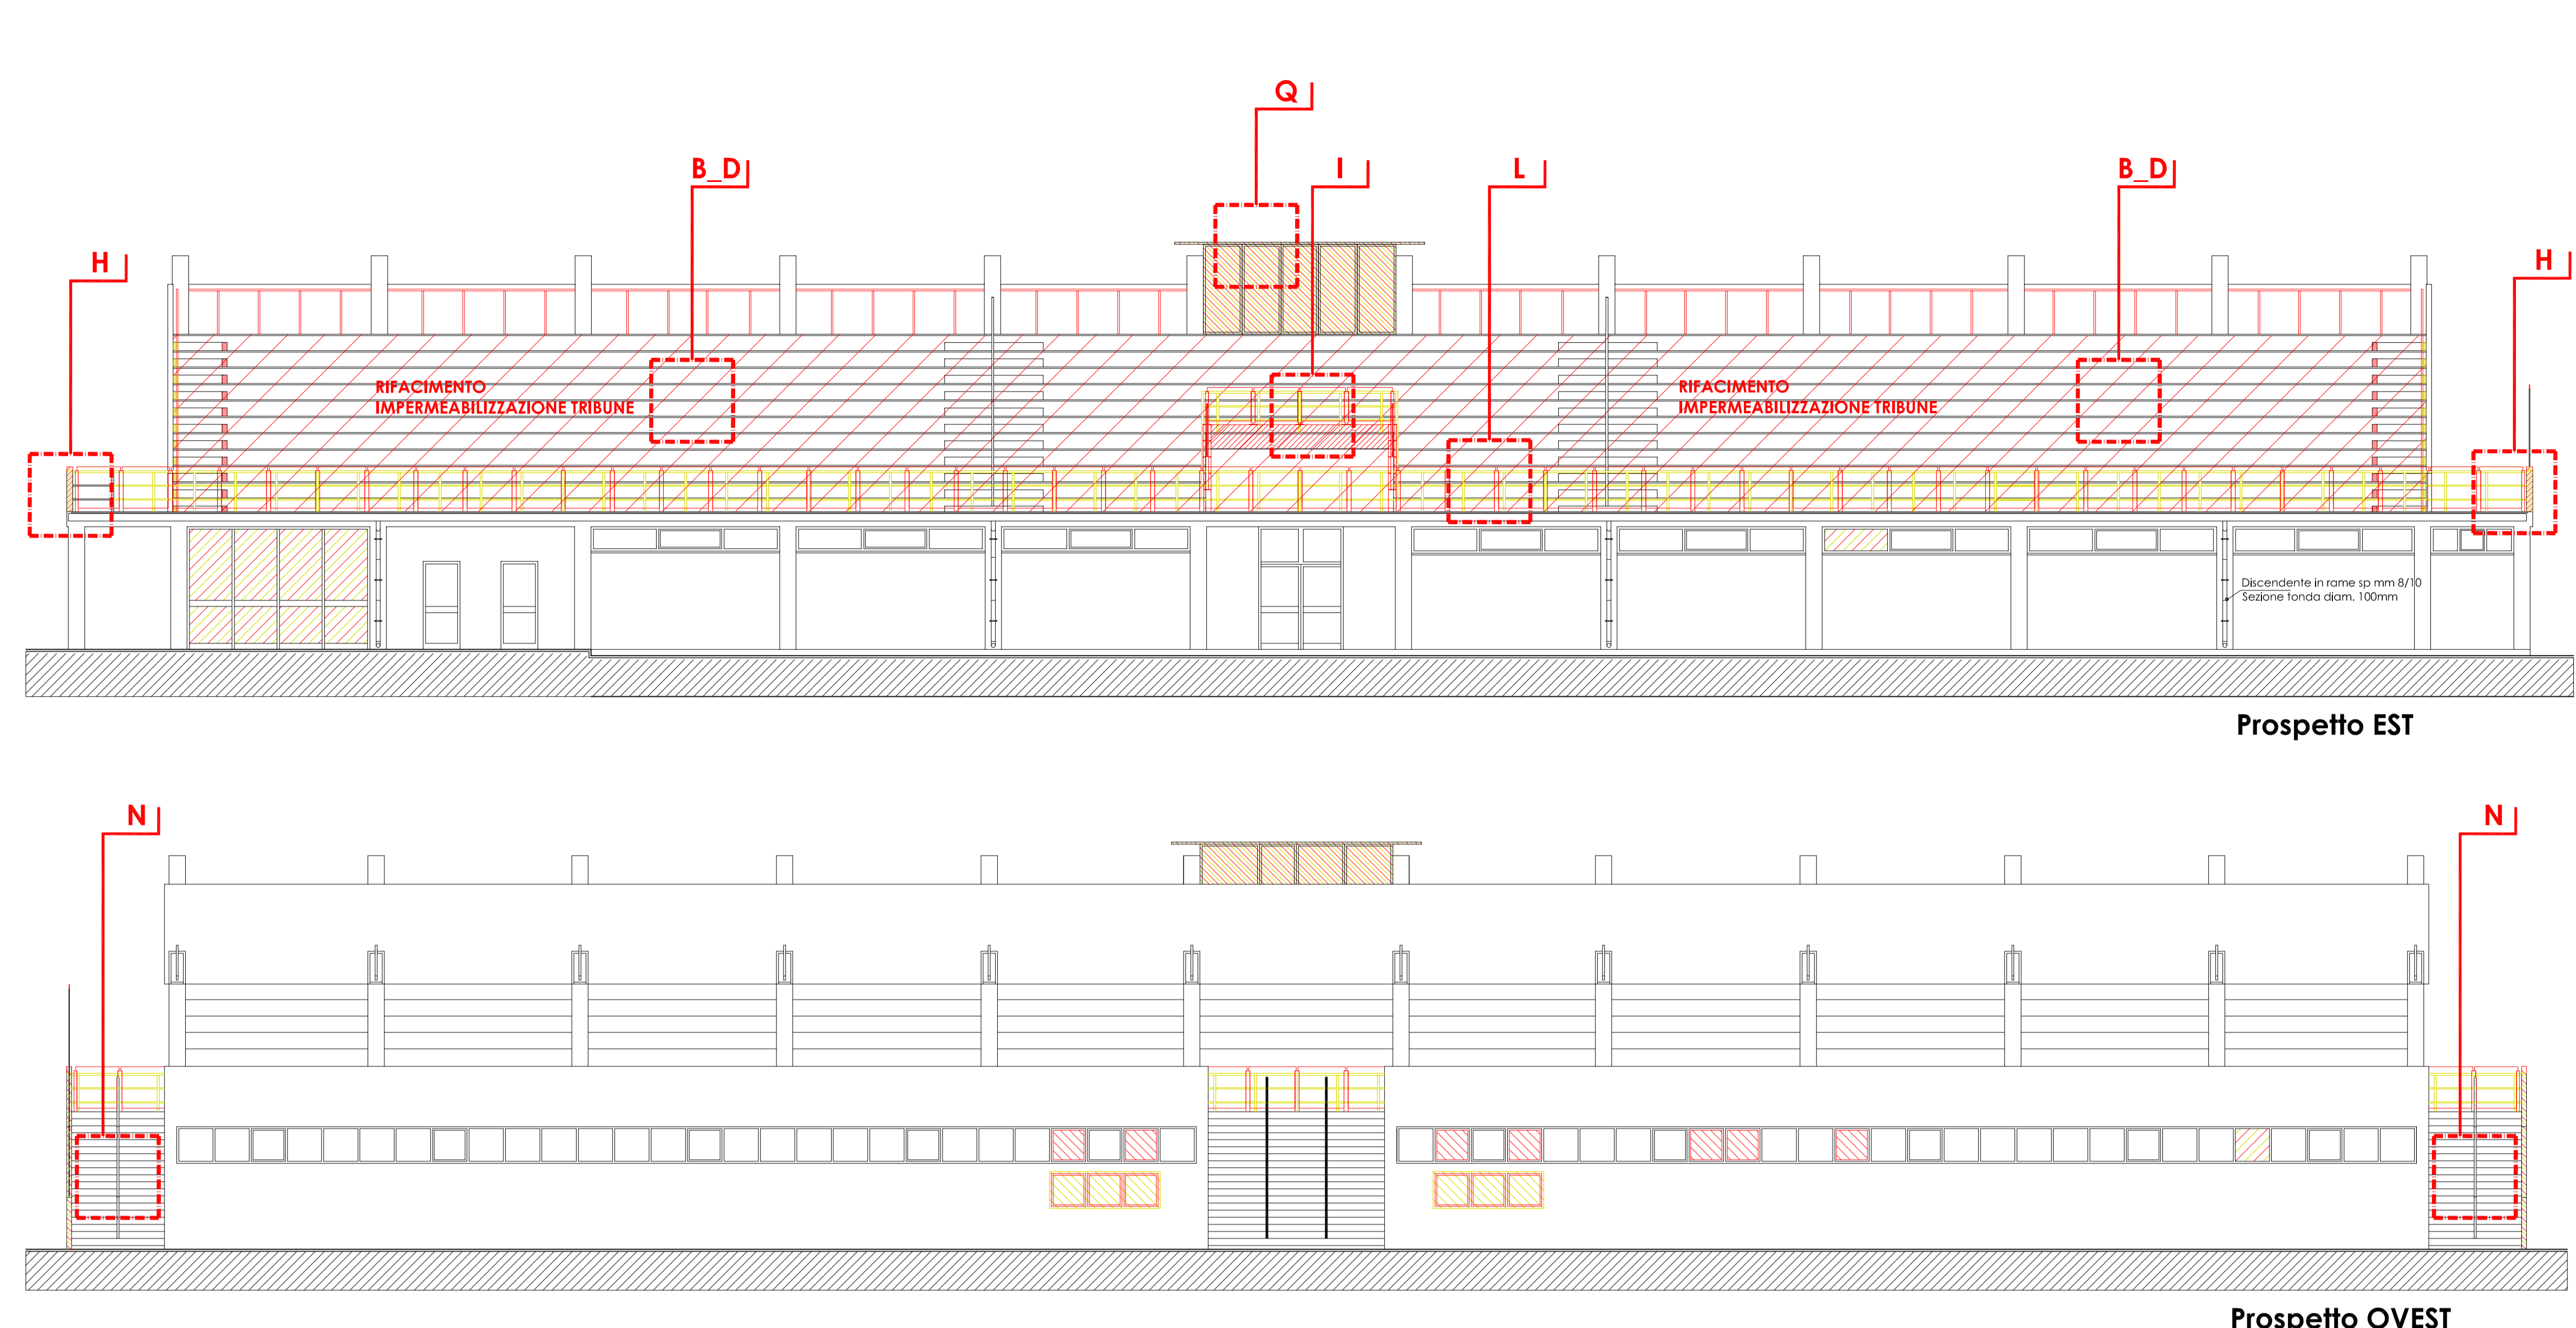 Q
B_D
I
L
B_D
H
H
RIFACIMENTO
IMPERMEABILIZZAZIONE TRIBUNE
RIFACIMENTO
IMPERMEABILIZZAZIONE TRIBUNE
Discendente in rame sp mm 8/10
Sezione tonda diam. 100mm
Prospetto EST
N
N
Prospetto OVEST